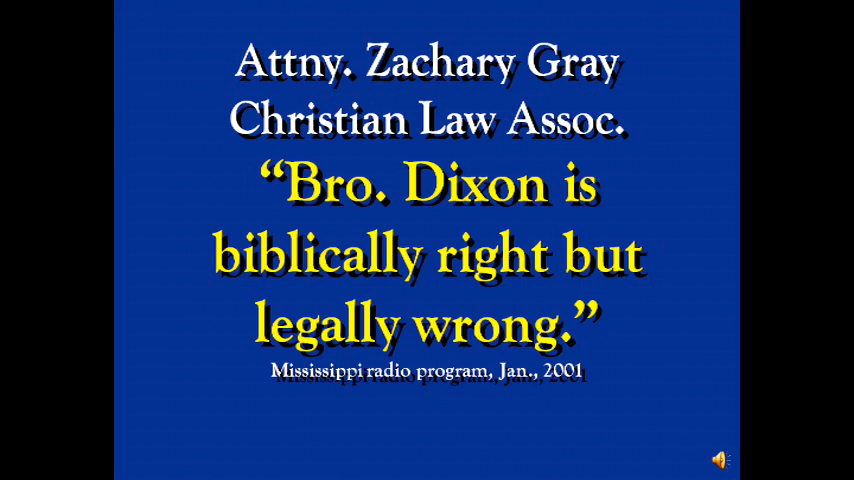 Attny. Zachary Gray
Christian Law Assoc.
“Bro. Dixon is
biblically right but
legally wrong.”
Mississippi radio program, Jan., 2001